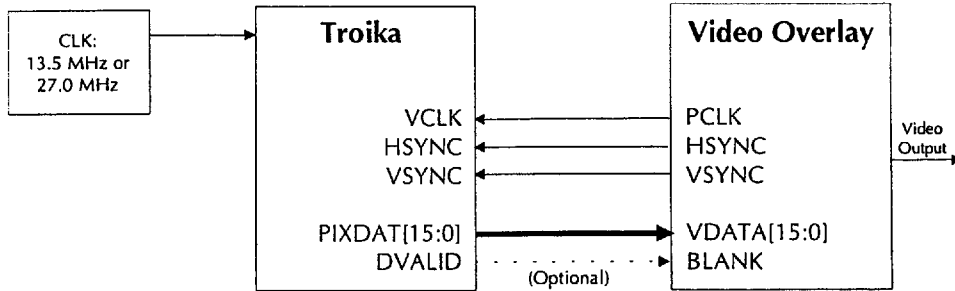 CLK:
13.5 MHz or
27.0 MHz
Troika
VCLK
HSYNC
VSYNC
PIXDAT[15:0]
DVALID
(Optional)
Video Overlay
PCLK
HSYNC
VSYNC
VDATA[15:0]
BLANK
Video
Output